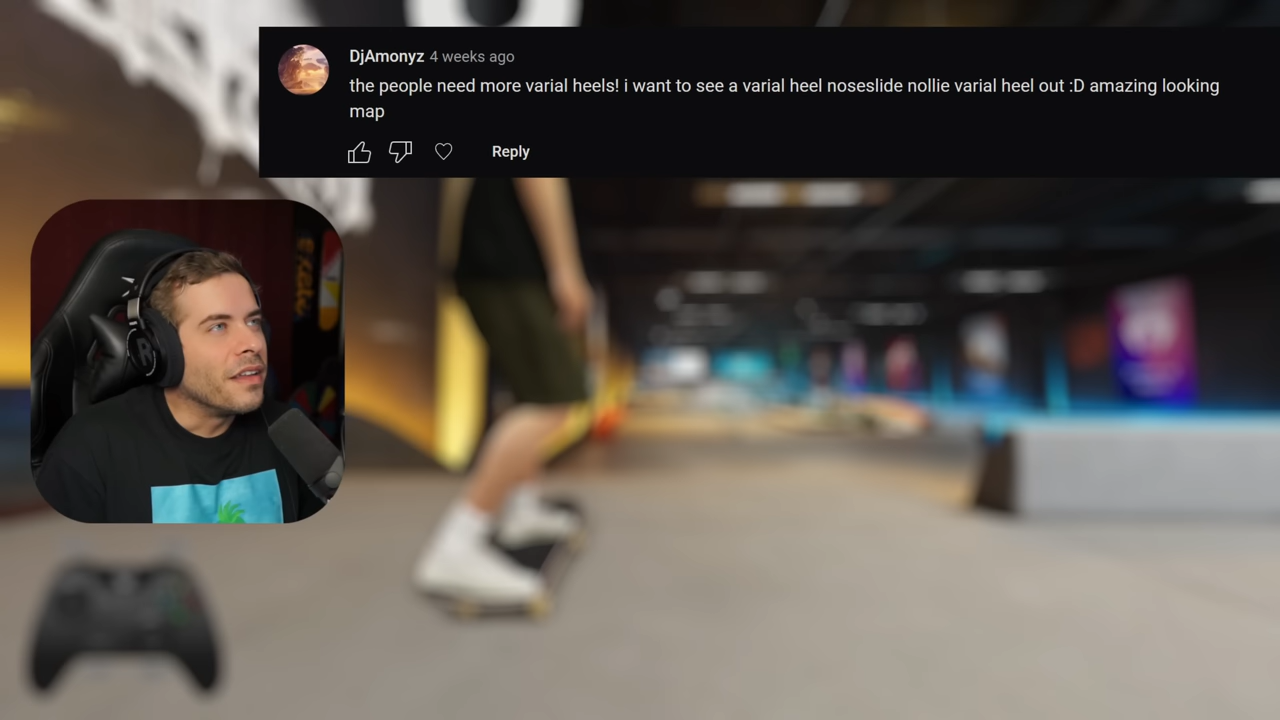 DjAmonyz 4 weeks ago
the people need more varial heels! i want to see a varial heel noseslide nollie varial heel out :D amazing looking
map
Reply